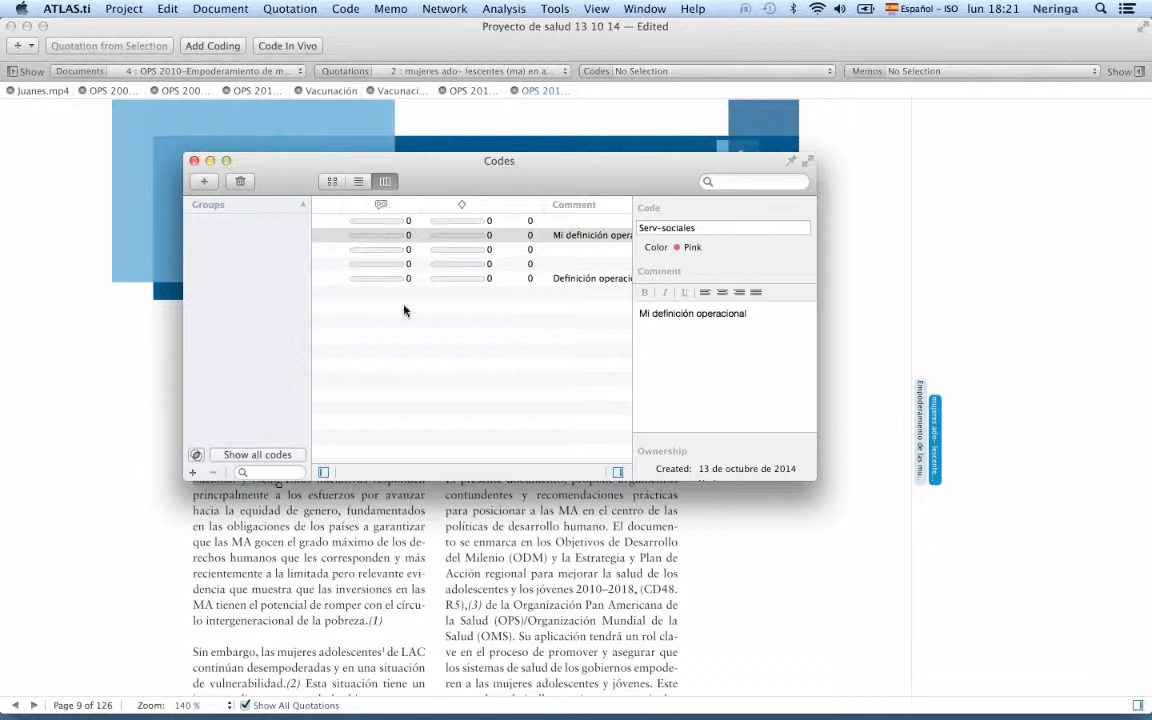 ATLAS.ti Project Edit Document Quotation Code Memo Network Analysis Tools View Window Help Español – ISO lun 18:21 Neringa
Proyecto de salud 13 10 14 — Edited
+ Quotation from Selection Add Coding Code In Vivo
Show Documents 4 : OPS 2010-Empoderamiento de m... Quotations 2 : mujeres ado- lescentes (ma) en a... Codes No Selection Memos No Selection Show
Juanes.mp4 OPS 200... OPS 200... OPS 201... Vacunación Vacunaci... OPS 201... OPS 201...
Codes
Groups
Comment
0 0 0
0 0 0 Mi definición opera
0 0 0
0 0 0
0 0 0 Definición operacio
Code
Serv-sociales
Color Pink
Comment
B I U
Mi definición operacional
Ownership
Created: 13 de octubre de 2014
Show all codes
Empoderamiento de las mu...
mujeres ado- lescente...
principalmente a los esfuerzos por avanzar
hacia la equidad de genero, fundamentados
en las obligaciones de los países a garantizar
que las MA gocen el grado máximo de los de-
rechos humanos que les corresponden y más
recientemente a la limitada pero relevante evi-
dencia que muestra que las inversiones en las
MA tienen el potencial de romper con el círcu-
lo intergeneracional de la pobreza.(1)
Sin embargo, las mujeres adolescentes¹ de LAC
continúan desempoderadas y en una situación
de vulnerabilidad.(2) Esta situación tiene un
El presente documento, propone argumentos
contundentes y recomendaciones prácticas
para posicionar a las MA en el centro de las
políticas de desarrollo humano. El documen-
to se enmarca en los Objetivos de Desarrollo
del Milenio (ODM) y la Estrategia y Plan de
Acción regional para mejorar la salud de los
adolescentes y los jóvenes 2010–2018, (CD48.
R5),(3) de la Organización Pan Americana de
la Salud (OPS)/Organización Mundial de la
Salud (OMS). Su aplicación tendrá un rol cla-
ve en el proceso de promover y asegurar que
los sistemas de salud de los gobiernos empode-
ren a las mujeres adolescentes y jóvenes. Este
Page 9 of 126 Zoom: 140 % Show All Quotations